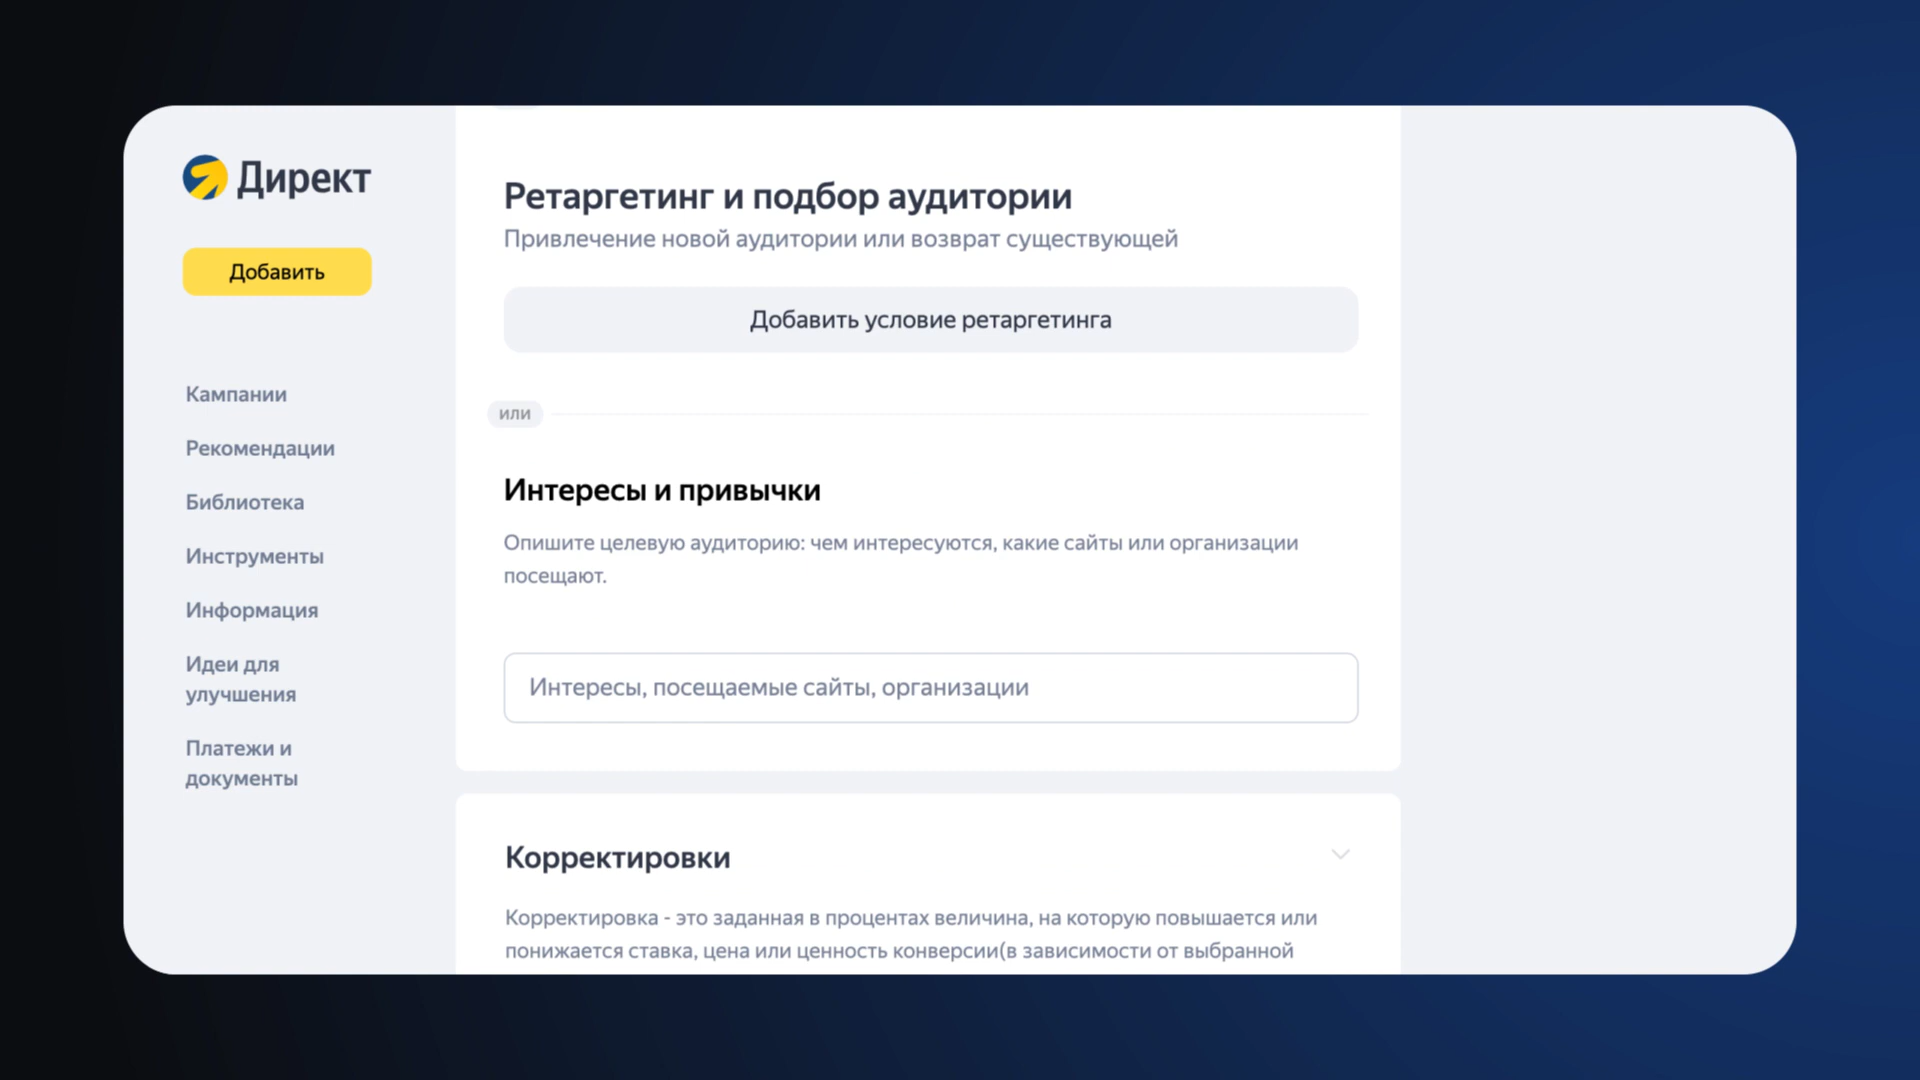 Директ
Добавить
Кампании
Рекомендации
Библиотека
Инструменты
Информация
Идеи для
улучшения
Платежи и
документы
Ретаргетинг и подбор аудитории
Привлечение новой аудитории или возврат существующей
Добавить условие ретаргетинга
или
Интересы и привычки
Опишите целевую аудиторию: чем интересуются, какие сайты или организации
посещают.
Интересы, посещаемые сайты, организации
Корректировки
Корректировка - это заданная в процентах величина, на которую повышается или
понижается ставка, цена или ценность конверсии(в зависимости от выбранной